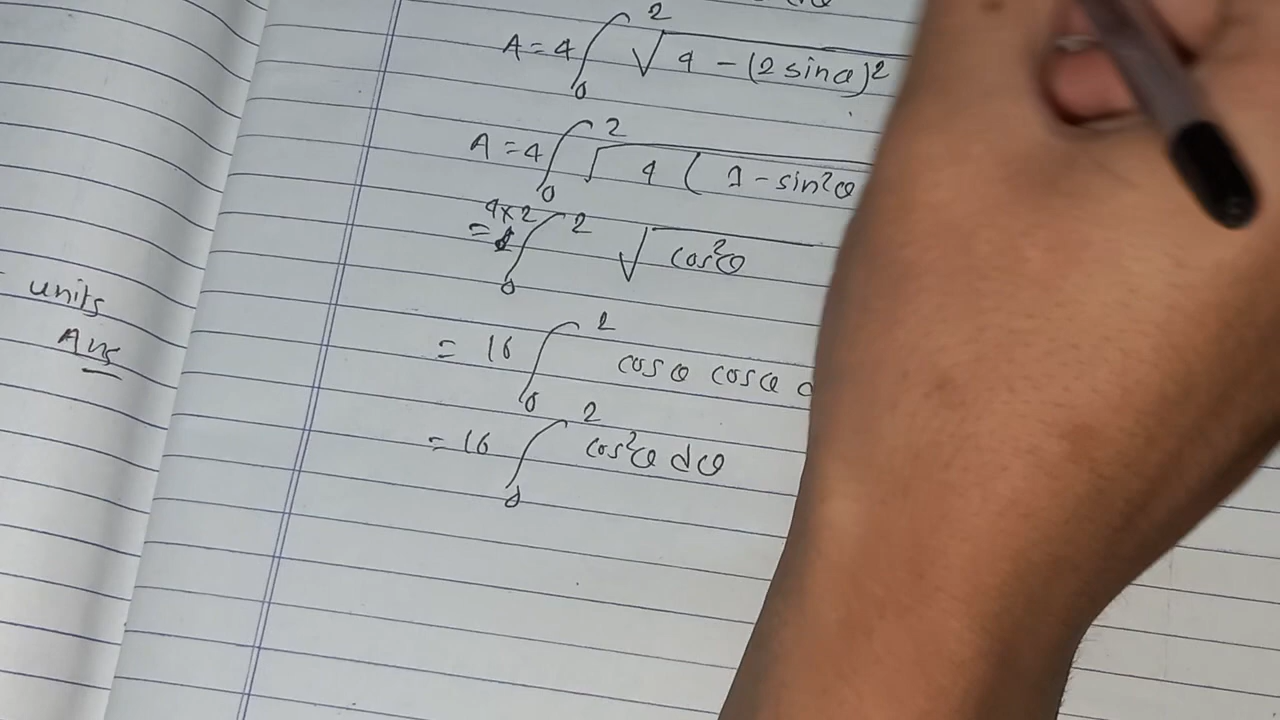 units
Ans
A = 4 ∫₀² √4 - (2 sinθ)²
A = 4 ∫₀² √4 ( 1 - sin²θ
= 4×2 ∫₀² √cos²θ
= 16 ∫₀² cosθ cosθ
= 16 ∫₀² cos²θ dθ